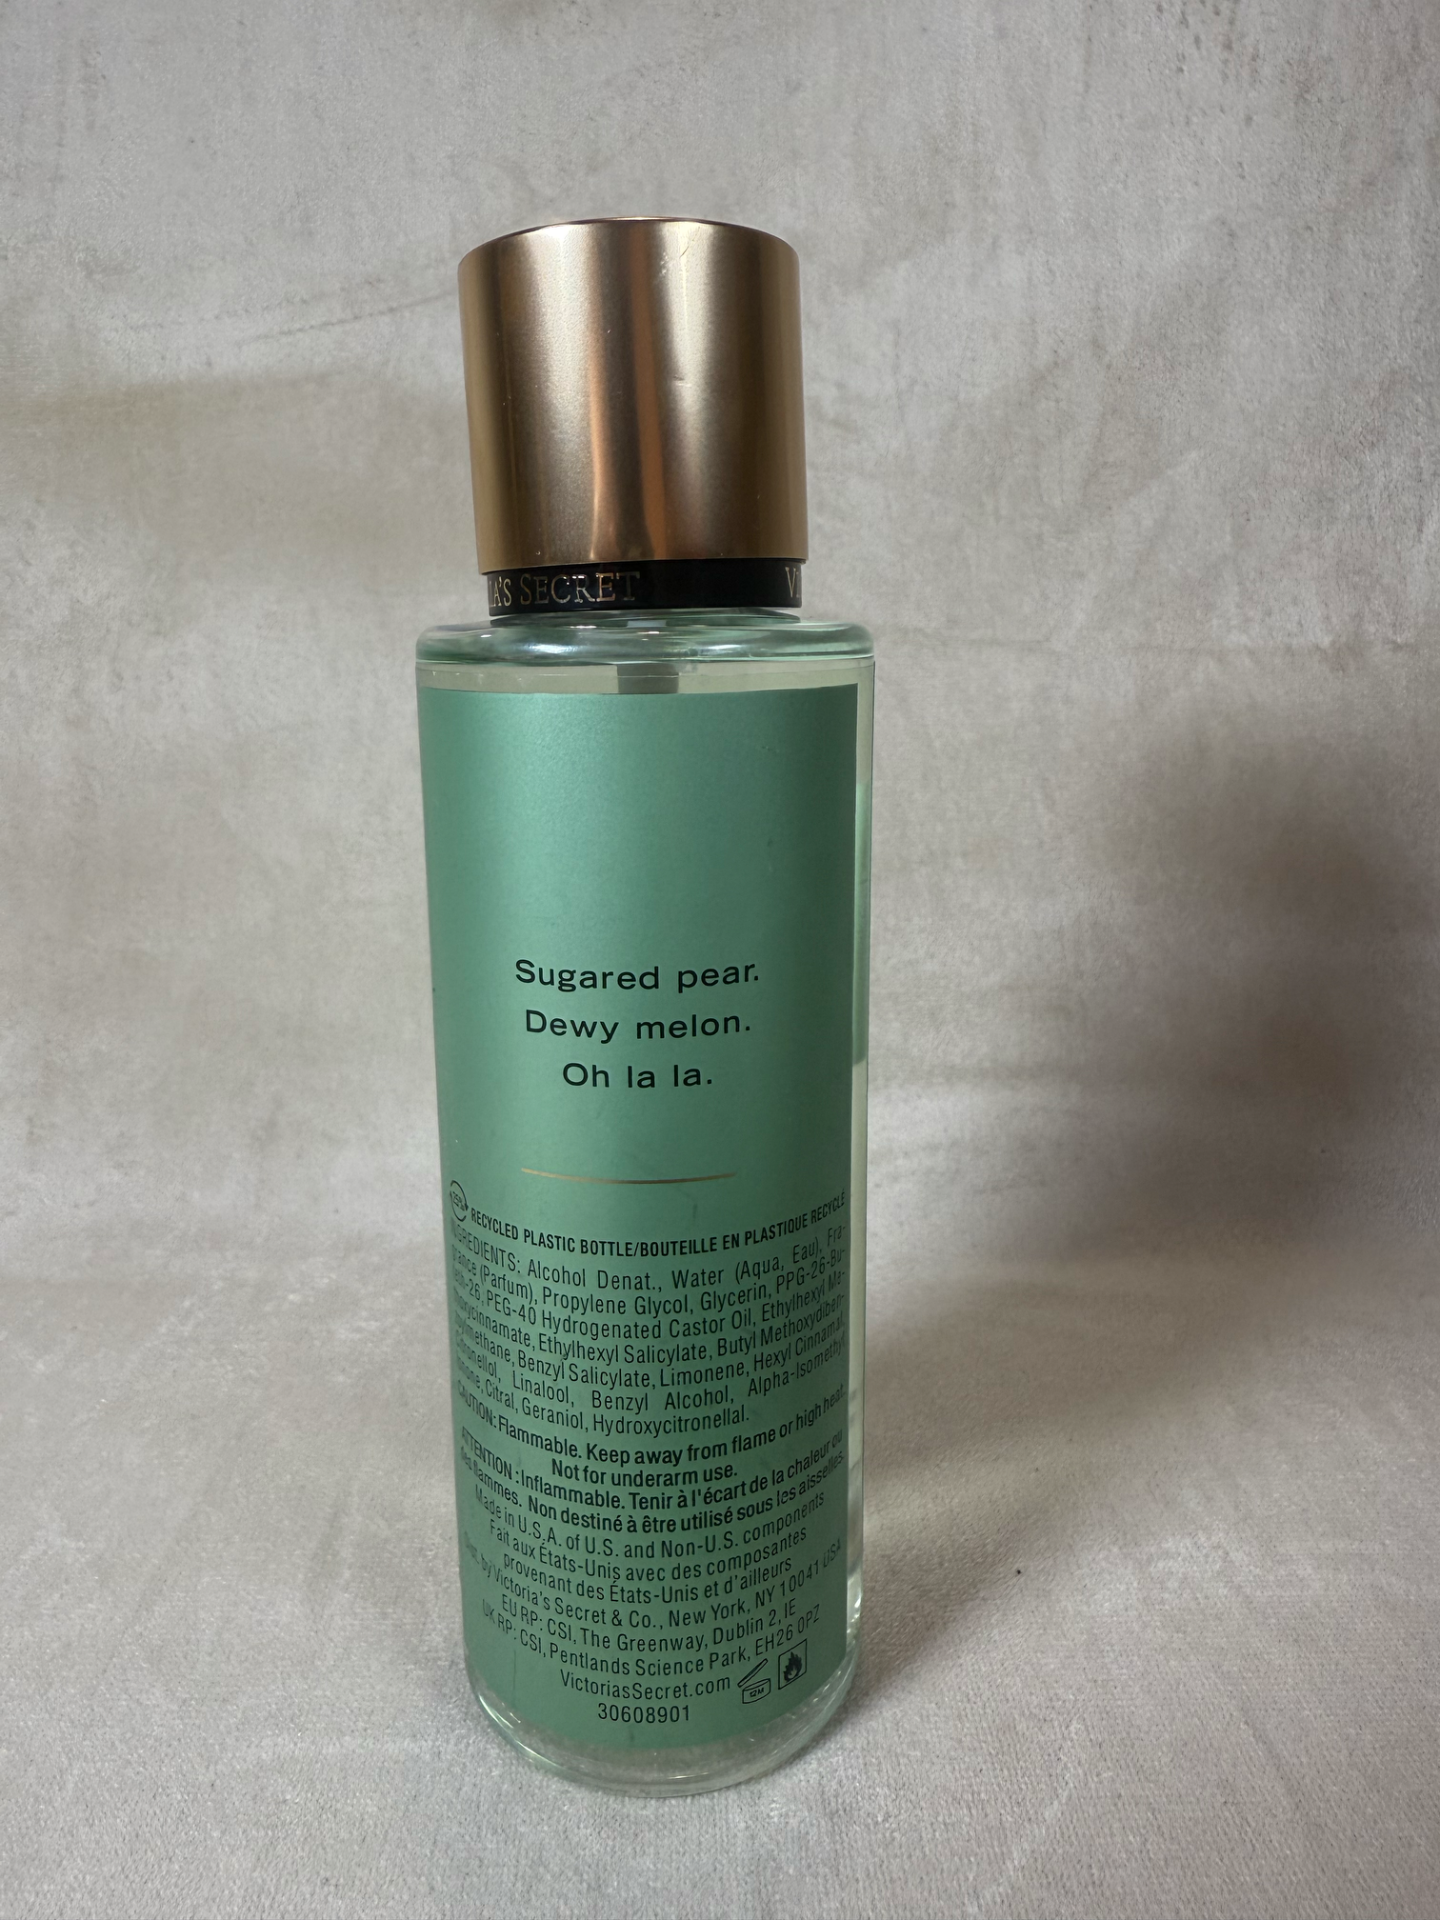 A'S SECRET
Sugared pear.
Dewy melon.
Oh la la.
25% RECYCLED PLASTIC BOTTLE/BOUTEILLE EN PLASTIQUE RECYCLÉ
INGREDIENTS: Alcohol Denat., Water (Aqua, Eau), Fra-
grance (Parfum), Propylene Glycol, Glycerin, PPG-26-Bu-
teth-26, PEG-40 Hydrogenated Castor Oil, Ethylhexyl Me-
thoxycinnamate, Ethylhexyl Salicylate, Butyl Methoxydiben-
zoylmethane, Benzyl Salicylate, Limonene, Hexyl Cinnamal,
Citronellol, Linalool, Benzyl Alcohol, Alpha-Isomethyl
Ionone, Citral, Geraniol, Hydroxycitronellal.
CAUTION: Flammable. Keep away from flame or high heat.
Not for underarm use.
ATTENTION : Inflammable. Tenir à l'écart de la chaleur ou
des flammes. Non destiné à être utilisé sous les aisselles.
Made in U.S.A. of U.S. and Non-U.S. components
Fait aux États-Unis avec des composantes
provenant des États-Unis et d'ailleurs
Dist. by Victoria's Secret & Co., New York, NY 10041 USA
EU RP: CSI, The Greenway, Dublin 2, IE
UK RP: CSI, Pentlands Science Park, EH26 0PZ
VictoriasSecret.com
12M
30608901